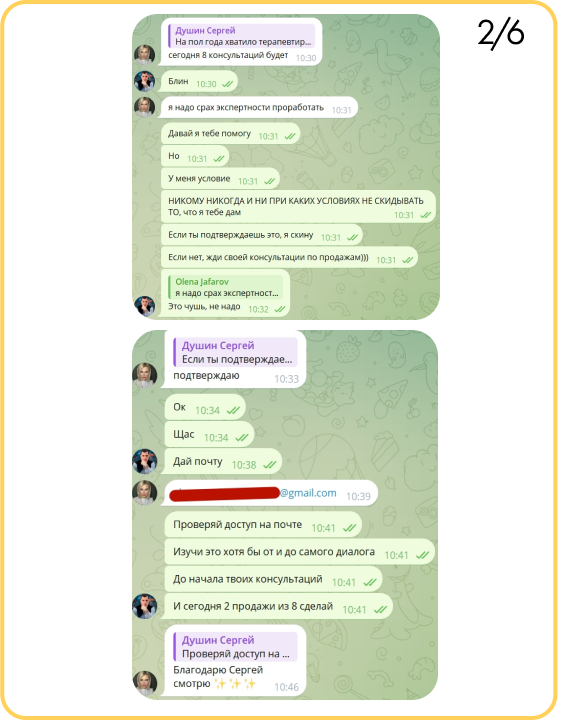 2/6
Душин Сергей
На пол года хватило терапевтир...
сегодня 8 консультаций будет 10:30
Блин 10:30
я надо срах экспертности проработать 10:31
Давай я тебе помогу 10:31
Но 10:31
У меня условие 10:31
НИКОМУ НИКОГДА И НИ ПРИ КАКИХ УСЛОВИЯХ НЕ СКИДЫВАТЬ
ТО, что я тебе дам 10:31
Если ты подтверждаешь это, я скину 10:31
Если нет, жди своей консультации по продажам))) 10:31
Olena Jafarov
я надо срах экспертност...
Это чушь, не надо 10:32
Душин Сергей
Если ты подтверждае...
подтверждаю 10:33
Ок 10:34
Щас 10:34
Дай почту 10:38
@gmail.com 10:39
Проверяй доступ на почте 10:41
Изучи это хотя бы от и до самого диалога 10:41
До начала твоих консультаций 10:41
И сегодня 2 продажи из 8 сделай 10:41
Душин Сергей
Проверяй доступ на ...
Благодарю Сергей
смотрю ✨✨✨ 10:46